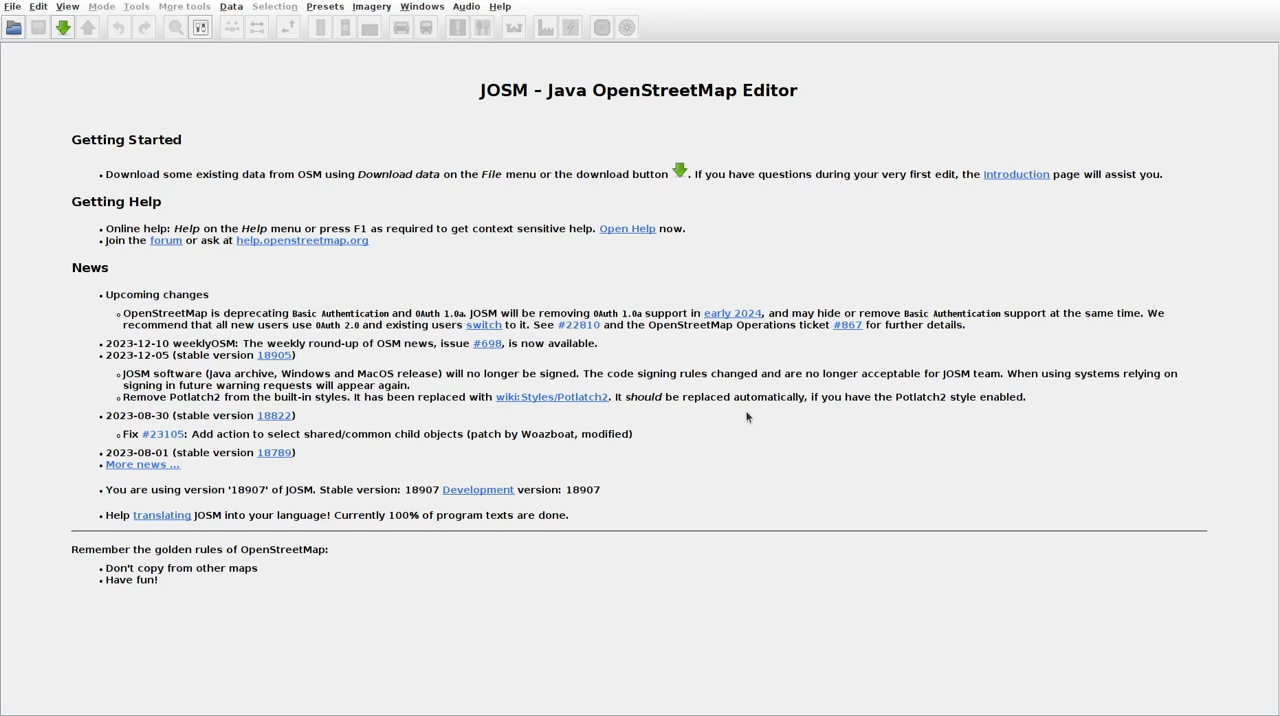 File Edit View Mode Tools More tools Data Selection Presets Imagery Windows Audio Help
JOSM – Java OpenStreetMap Editor
Getting Started
Download some existing data from OSM using Download data on the File menu or the download button . If you have questions during your very first edit, the Introduction page will assist you.
Getting Help
Online help: Help on the Help menu or press F1 as required to get context sensitive help. Open Help now.
Join the forum or ask at help.openstreetmap.org
News
Upcoming changes
OpenStreetMap is deprecating Basic Authentication and OAuth 1.0a. JOSM will be removing OAuth 1.0a support in early 2024, and may hide or remove Basic Authentication support at the same time. We
recommend that all new users use OAuth 2.0 and existing users switch to it. See #22810 and the OpenStreetMap Operations ticket #867 for further details.
2023-12-10 weeklyOSM: The weekly round-up of OSM news, issue #698, is now available.
2023-12-05 (stable version 18905)
JOSM software (Java archive, Windows and MacOS release) will no longer be signed. The code signing rules changed and are no longer acceptable for JOSM team. When using systems relying on
signing in future warning requests will appear again.
Remove Potlatch2 from the built-in styles. It has been replaced with wiki:Styles/Potlatch2. It should be replaced automatically, if you have the Potlatch2 style enabled.
2023-08-30 (stable version 18822)
Fix #23105: Add action to select shared/common child objects (patch by Woazboat, modified)
2023-08-01 (stable version 18789)
More news ...
You are using version '18907' of JOSM. Stable version: 18907 Development version: 18907
Help translating JOSM into your language! Currently 100% of program texts are done.
Remember the golden rules of OpenStreetMap:
Don't copy from other maps
Have fun!